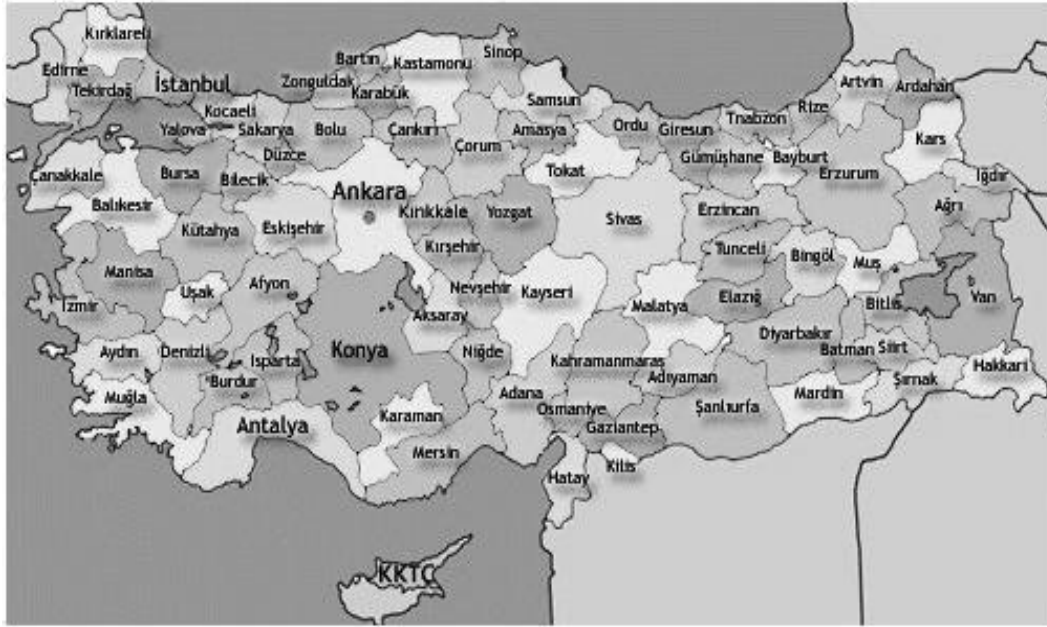 Kırklareli
Edirne
Tekirdağ
İstanbul
Kocaeli
Yalova
Sakarya
Düzce
Zonguldak
Bartın
Karabük
Kastamonu
Sinop
Bolu
Çankırı
Çorum
Samsun
Amasya
Tokat
Ordu
Giresun
Tnabzon
Rize
Artvin
Ardahan
Gümüşhane
Bayburt
Erzurum
Kars
Iğdır
Ağrı
Çanakkale
Balıkesir
Bursa
Bilecik
Kütahya
Eskişehir
Ankara
Kırıkkale
Yozgat
Kırşehir
Sivas
Erzincan
Tunceli
Bingöl
Muş
Manisa
İzmir
Uşak
Afyon
Konya
Aksaray
Nevşehir
Kayseri
Malatya
Elazığ
Bitlis
Van
Aydın
Denizli
Isparta
Burdur
Muğla
Antalya
Karaman
Niğde
Mersin
Adana
Kahramanmaraş
Osmaniye
Gaziantep
Adıyaman
Şanlıurfa
Diyarbakır
Batman
Siirt
Mardin
Şırnak
Hakkari
Hatay
Kilis
KKTC